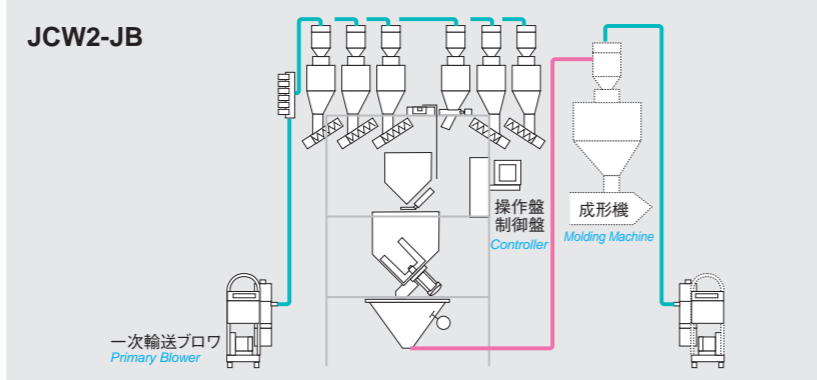 JCW2-JB
操作盤
制御盤
Controller
成形機
Molding Machine
一次輸送ブロワ
Primary Blower